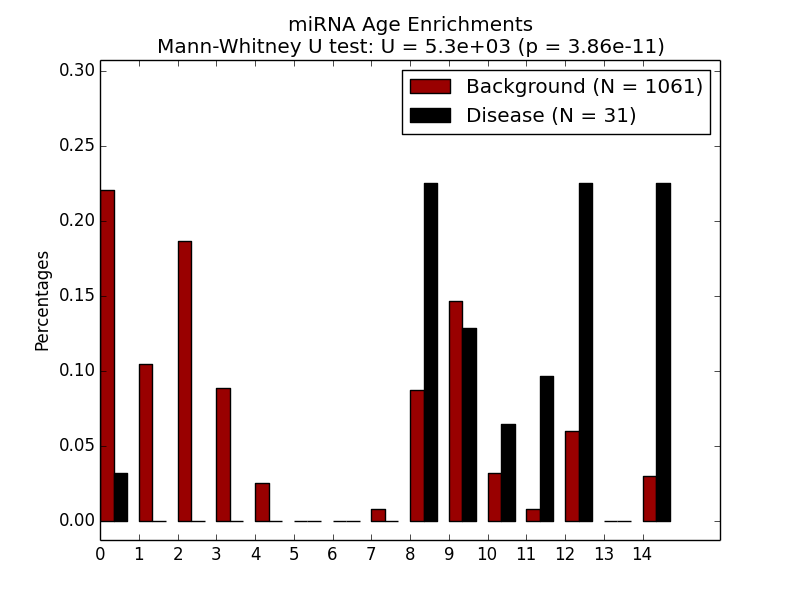 miRNA Age Enrichments
Mann-Whitney U test: U = 5.3e+03 (p = 3.86e-11)
Background (N = 1061)
Disease (N = 31)
Percentages
0.30
0.25
0.20
0.15
0.10
0.05
0.00
0 1 2 3 4 5 6 7 8 9 10 11 12 13 14